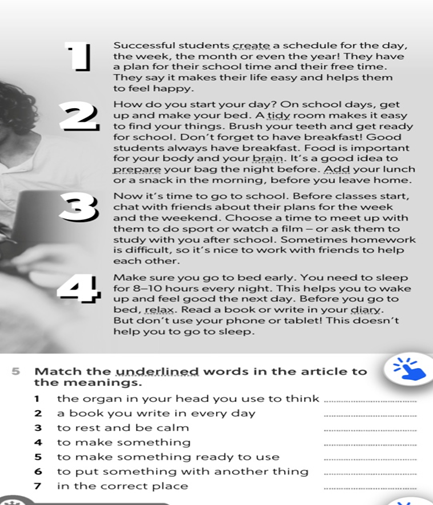 1
Successful students create a schedule for the day,
the week, the month or even the year! They have
a plan for their school time and their free time.
They say it makes their life easy and helps them
to feel happy.
2
How do you start your day? On school days, get
up and make your bed. A tidy room makes it easy
to find your things. Brush your teeth and get ready
for school. Don't forget to have breakfast! Good
students always have breakfast. Food is important
for your body and your brain. It's a good idea to
prepare your bag the night before. Add your lunch
or a snack in the morning, before you leave home.
3
Now it's time to go to school. Before classes start,
chat with friends about their plans for the week
and the weekend. Choose a time to meet up with
them to do sport or watch a film – or ask them to
study with you after school. Sometimes homework
is difficult, so it's nice to work with friends to help
each other.
4
Make sure you go to bed early. You need to sleep
for 8–10 hours every night. This helps you to wake
up and feel good the next day. Before you go to
bed, relax. Read a book or write in your diary.
But don't use your phone or tablet! This doesn't
help you to go to sleep.
5 Match the underlined words in the article to
the meanings.
1 the organ in your head you use to think
2 a book you write in every day
3 to rest and be calm
4 to make something
5 to make something ready to use
6 to put something with another thing
7 in the correct place